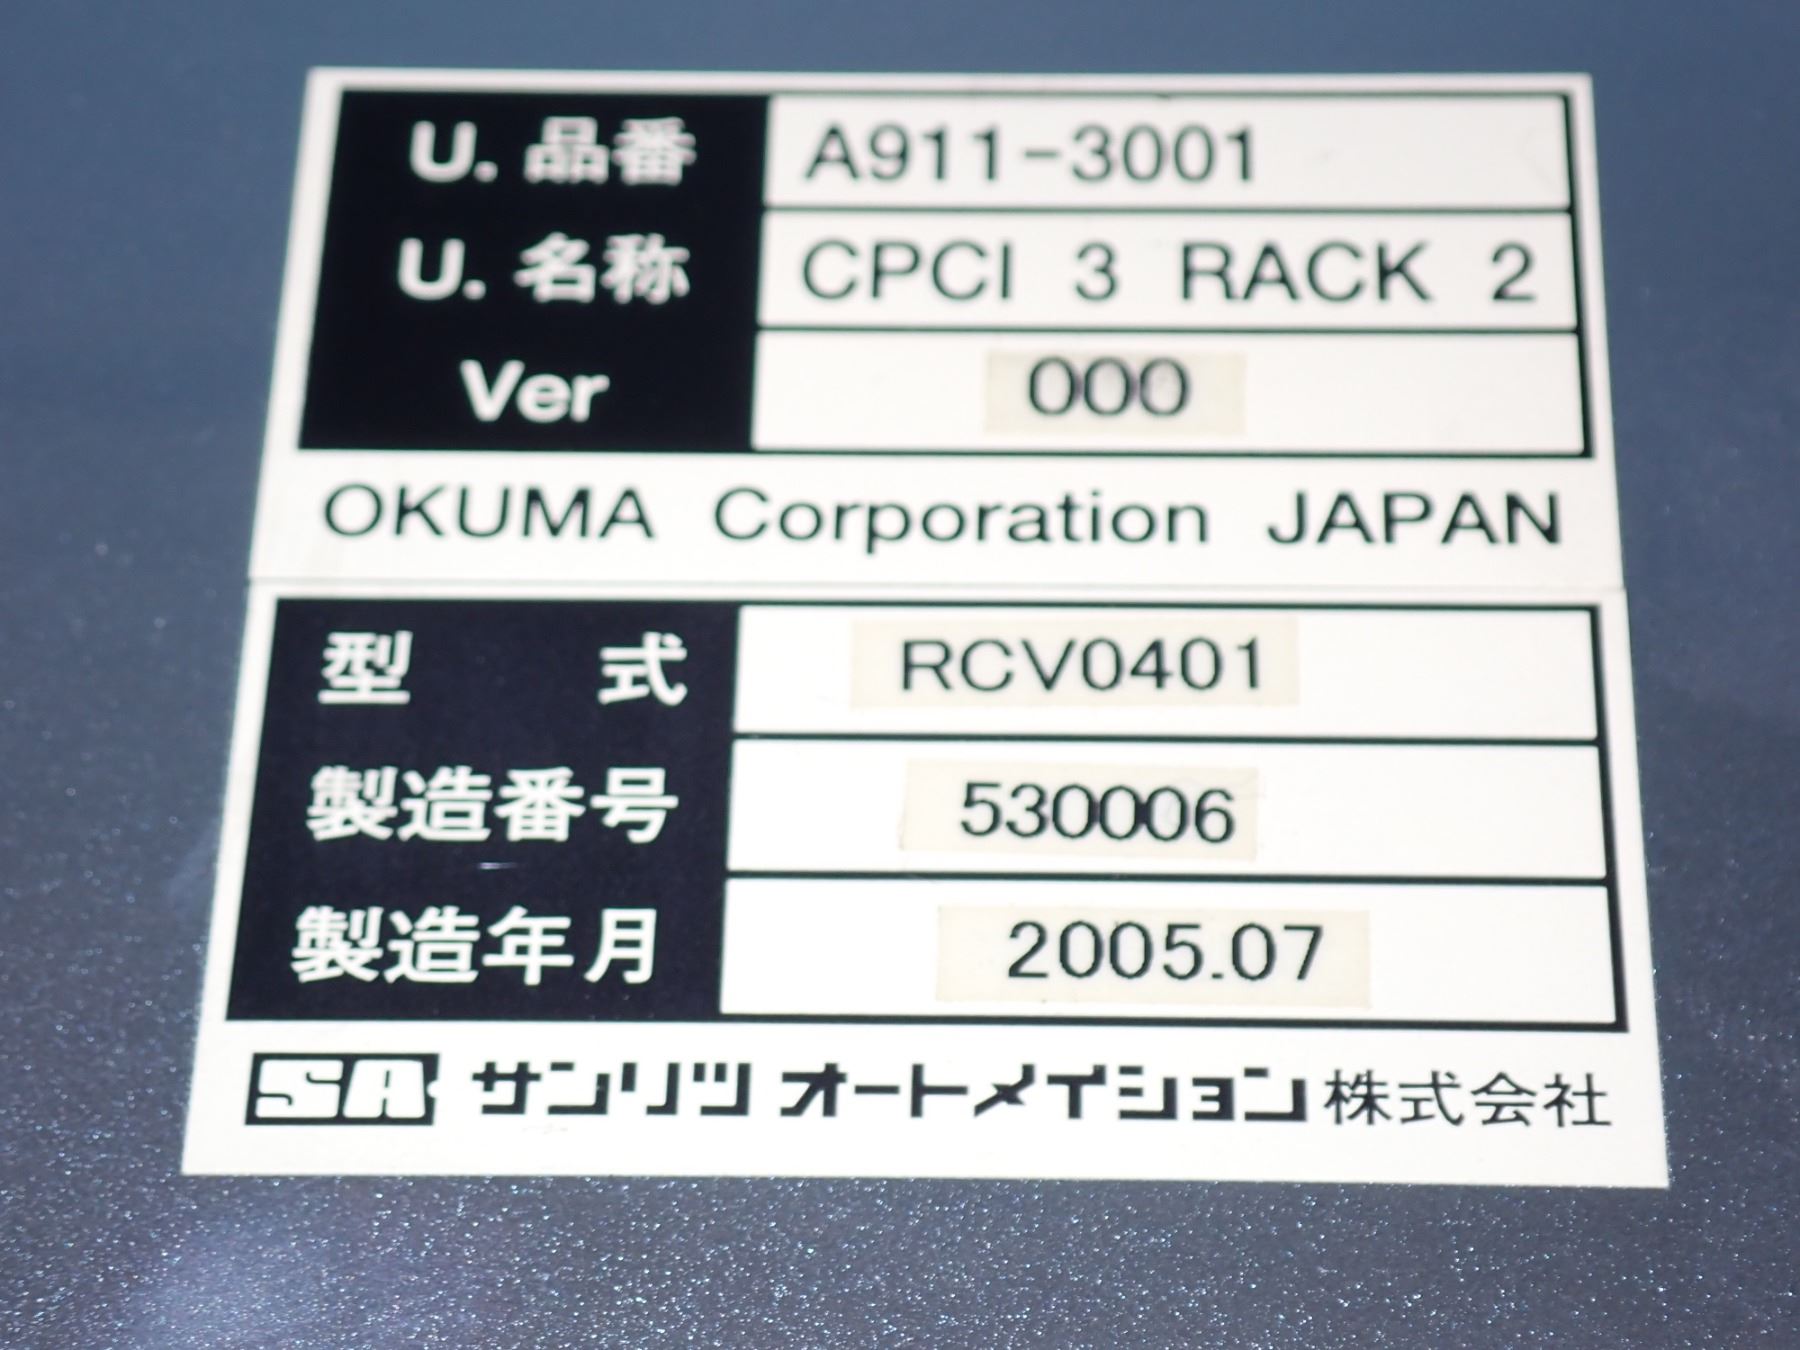 U. 品番 A911-3001
U. 名称 CPCI 3 RACK 2
Ver 000
OKUMA Corporation JAPAN
型 式 RCV0401
製造番号 530006
製造年月 2005.07
SA サンリツ オートメイション株式会社